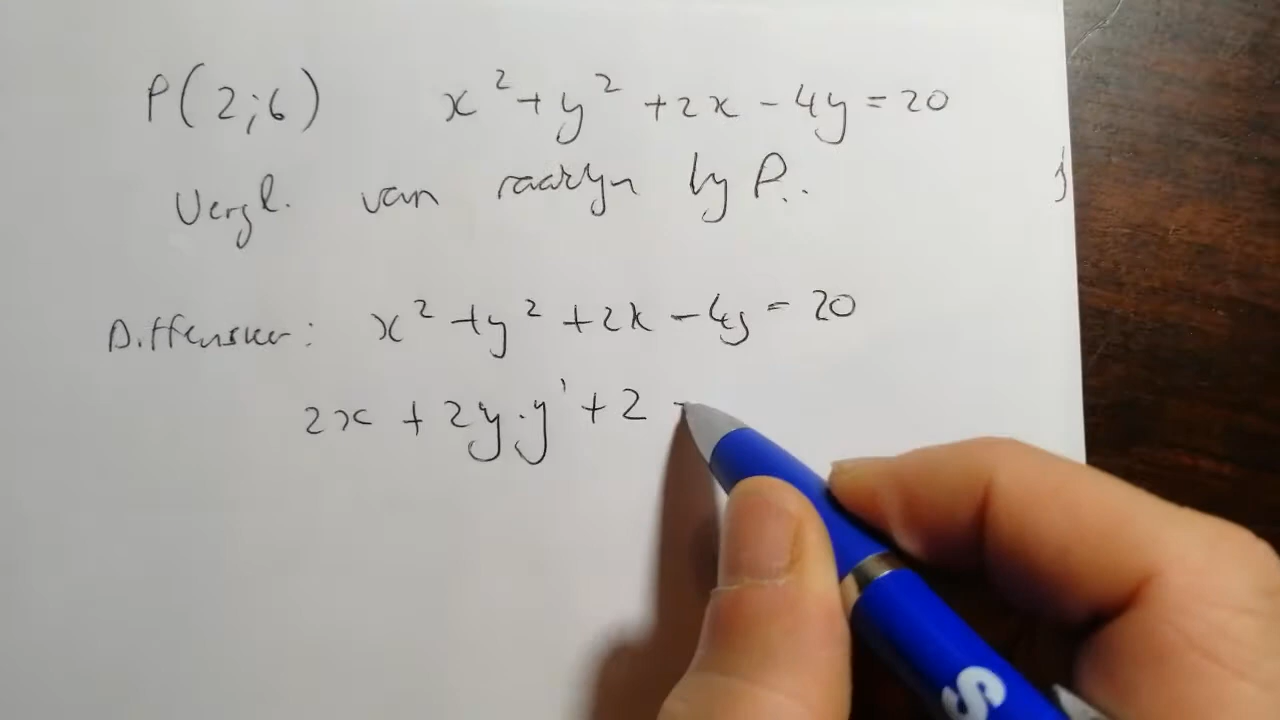 P(2;6) x² + y² + 2x - 4y = 20
Vergl. van raaklyn by P.
Differensieer: x² + y² + 2x - 4y = 20
2x + 2y.y' + 2 -
S